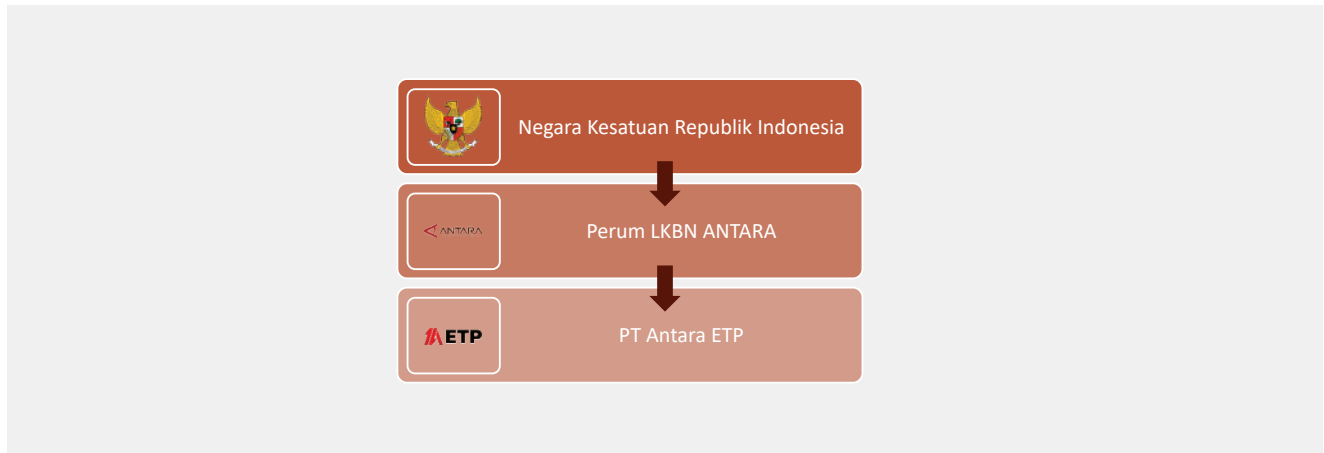 Negara Kesatuan Republik Indonesia
ANTARA
Perum LKBN ANTARA
ETP
PT Antara ETP